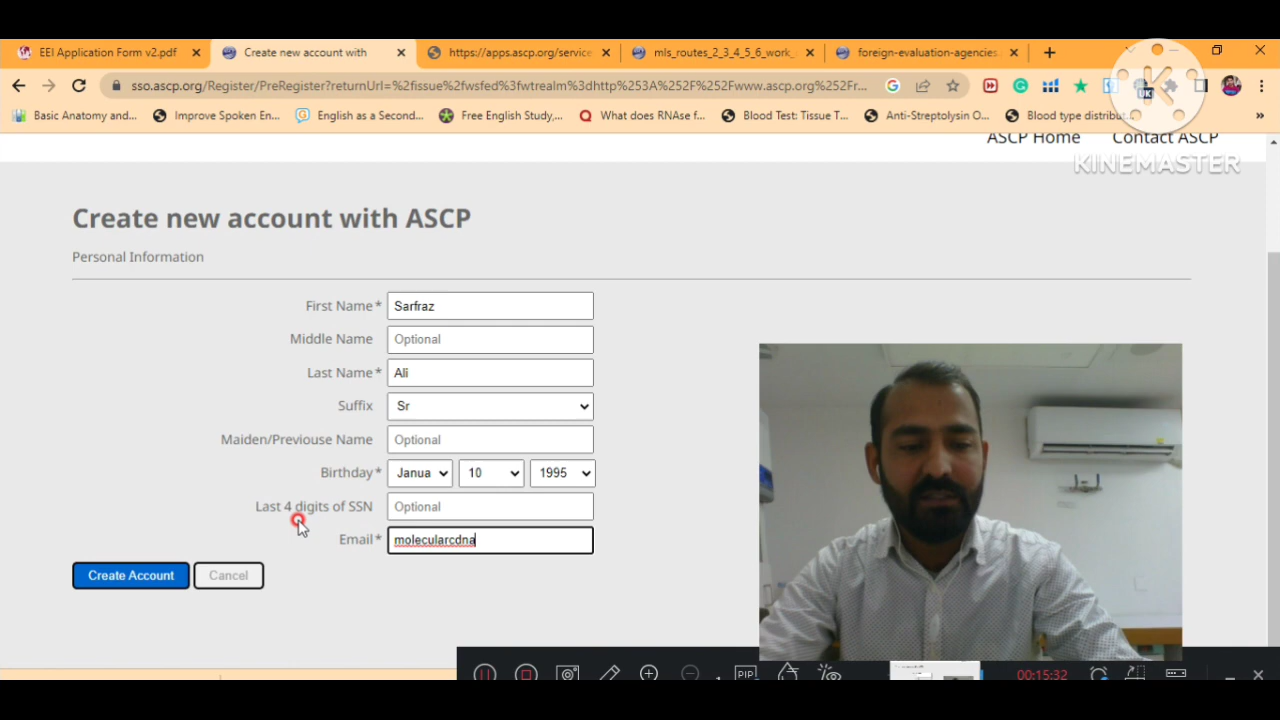 EEI Application Form v2.pdf
Create new account with
https://apps.ascp.org/service
mls_routes_2_3_4_5_6_work_
foreign-evaluation-agencies
sso.ascp.org/Register/PreRegister?returnUrl=%2fissue%2fwsfed%3fwtrealm%3dhttp%253A%252F%252Fwww.ascp.org%252Fr...
UK
Basic Anatomy and...
Improve Spoken En...
English as a Second...
Free English Study,...
What does RNAse f...
Blood Test: Tissue T...
Anti-Streptolysin O...
Blood type distribut...
»
ASCP Home
Contact ASCP
KINEMASTER
Create new account with ASCP
Personal Information
First Name* Sarfraz
Middle Name Optional
Last Name* Ali
Suffix Sr
Maiden/Previouse Name Optional
Birthday* Janua 10 1995
Last 4 digits of SSN Optional
Email* molecularcdna
Create Account Cancel
PIP 00:15:32